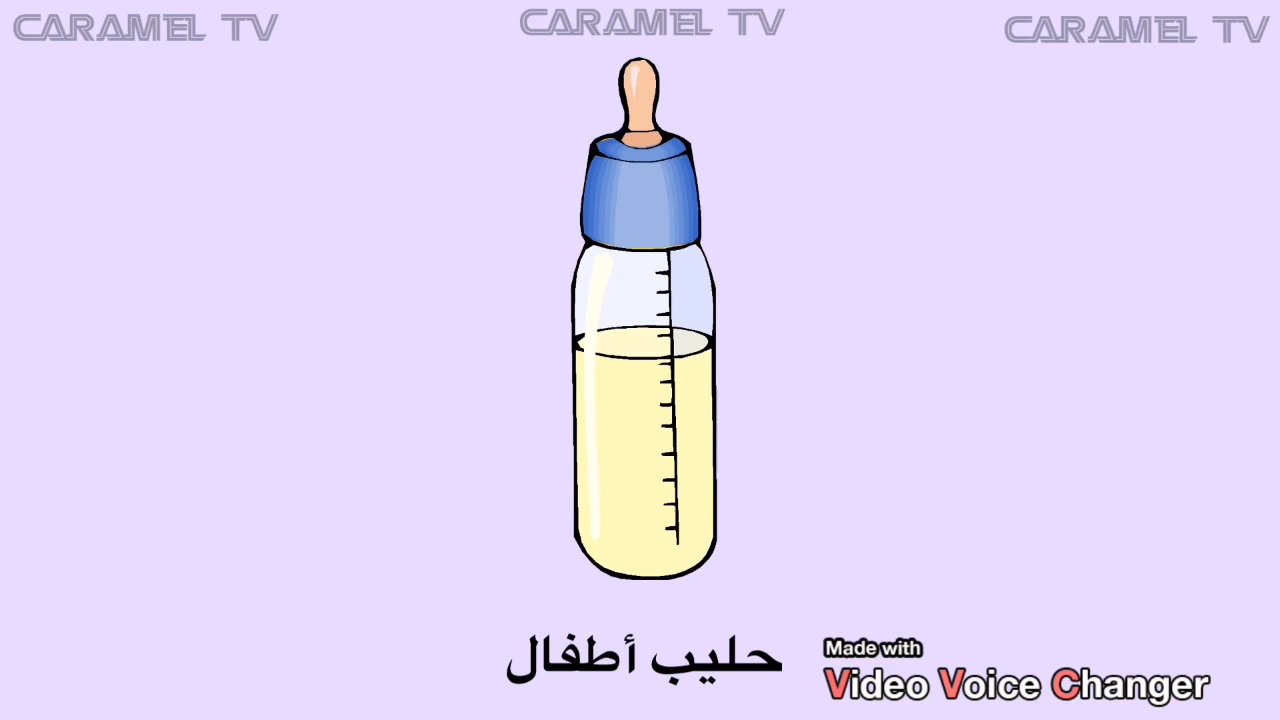 CARAMEL TV CARAMEL TV CARAMEL TV
حليب أطفال
Made with
Video Voice Changer